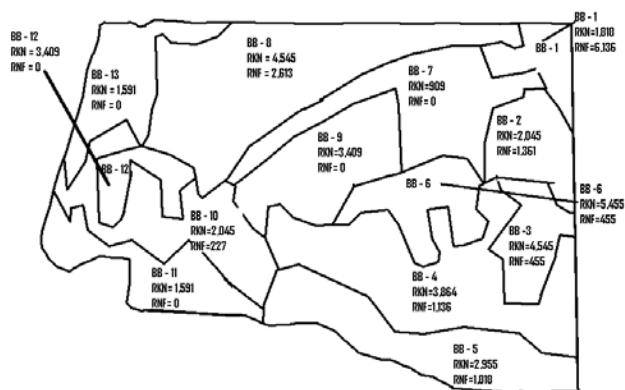 BB - 12
RKN = 3,409
RNF = 0
BB - 13
RKN = 1,591
RNF = 0
BB - 8
RKN = 4,545
RNF = 2,613
BB - 7
RKN=909
RNF= 0
BB - 1
RKN=1,818
RNF=6,136
BB - 1
BB - 2
RKN=2,045
RNF=1,361
BB - 9
RKN=3,409
RNF= 0
BB - 12
BB - 6
BB - 6
RKN=5,455
RNF= 455
BB - 10
RKN=2,045
RNF=227
BB - 3
RKN=4,545
RNF= 455
BB - 11
RKN=1,591
RNF= 0
BB - 4
RKN=3,864
RNF=1,136
BB - 5
RKN=2,955
RNF=1,818